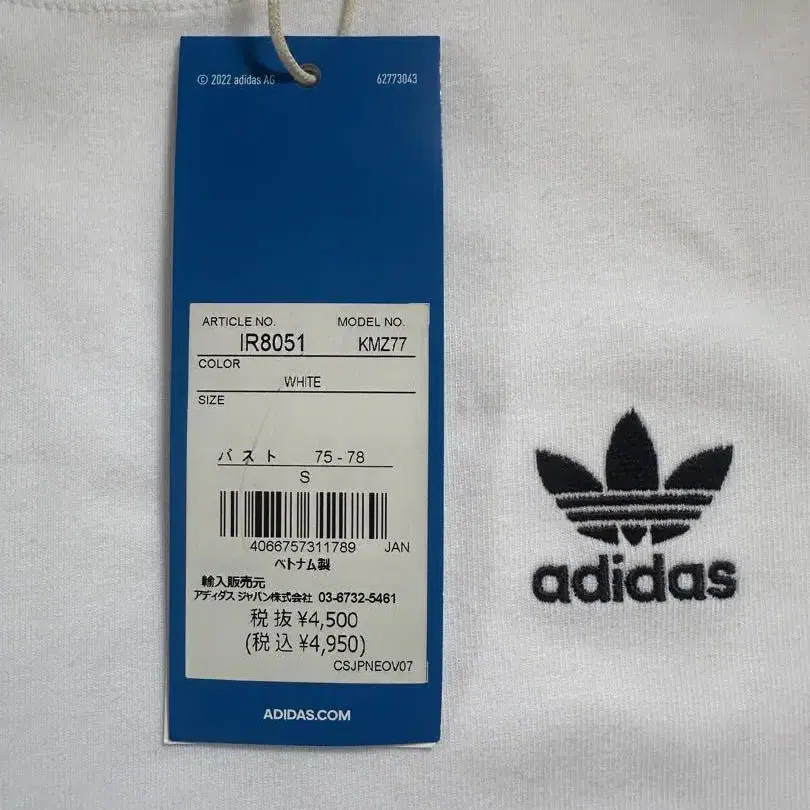 © 2022 adidas AG 62773043
ARTICLE NO. MODEL NO.
IR8051 KMZ77
COLOR
WHITE
SIZE
バスト 75 - 78
S
4066757311789 JAN
ベトナム製
輸入販売元
アディダス ジャパン株式会社 03-6732-5461
税抜 ¥4,500
(税込 ¥4,950)
CSJPNEOV07
ADIDAS.COM
adidas